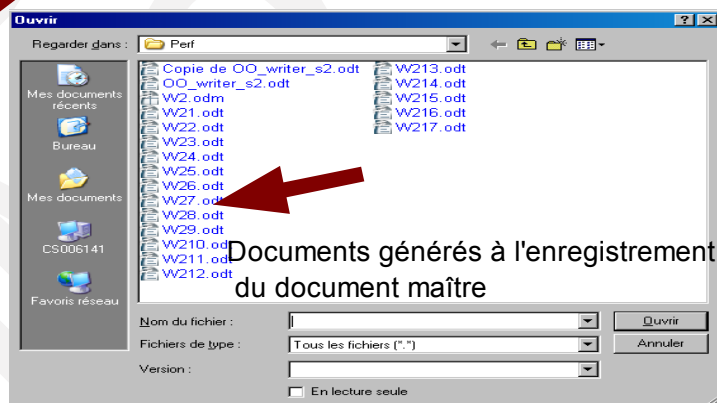 Ouvrir
Regarder dans :
Perf
Mes documents
récents
Bureau
Mes documents
CS006141
Favoris réseau
Copie de OO_writer_s2.odt
OO_writer_s2.odt
W2.odm
W21.odt
W22.odt
W23.odt
W24.odt
W25.odt
W26.odt
W27.odt
W28.odt
W29.odt
W210.odt
W211.odt
W212.odt
W213.odt
W214.odt
W215.odt
W216.odt
W217.odt
Documents générés à l'enregistrement
du document maître
Nom du fichier :
Ouvrir
Fichiers de type :
Tous les fichiers (*.*)
Annuler
Version :
En lecture seule